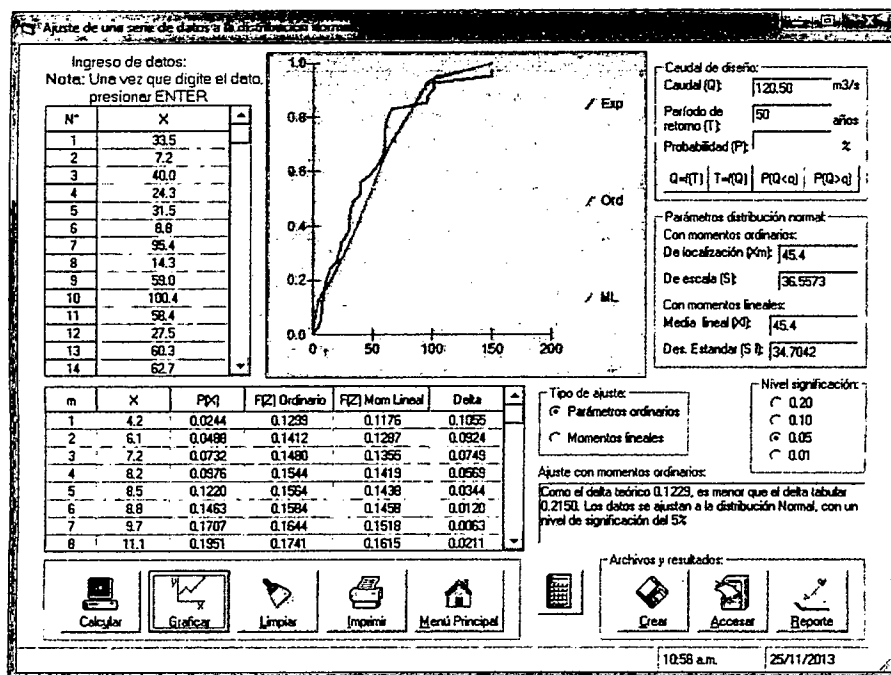 Ajuste de una serie de datos a la distribución Normal
Ingreso de datos:
Nota: Una vez que digite el dato,
presionar ENTER
N° X
1 33.5
2 7.2
3 40.0
4 24.3
5 31.5
6 8.8
7 95.4
8 14.3
9 59.0
10 100.4
11 58.4
12 27.5
13 60.3
14 62.7
1.0
0.8
0.6
0.4
0.2
0.0
0 50 100 150 200
Exp
Ord
ML
Caudal de diseño:
Caudal (Q): 120.50 m3/s
Período de
retorno (T): 50 años
Probabilidad (P): %
Q=f(T) T=f(Q) P(Q<q) P(Q>q)
Parámetros distribución normal:
Con momentos ordinarios:
De localización (Xm): 45.4
De escala (S): 36.5573
Con momentos lineales:
Media lineal (Xl): 45.4
Des. Estandar (S l): 34.7042
m X P(X) F(Z) Ordinario F(Z) Mom Lineal Delta
1 4.2 0.0244 0.1299 0.1176 0.1055
2 6.1 0.0488 0.1412 0.1287 0.0924
3 7.2 0.0732 0.1480 0.1355 0.0749
4 8.2 0.0976 0.1544 0.1419 0.0569
5 8.5 0.1220 0.1564 0.1438 0.0344
6 8.8 0.1463 0.1584 0.1458 0.0120
7 9.7 0.1707 0.1644 0.1518 0.0063
8 11.1 0.1951 0.1741 0.1615 0.0211
Tipo de ajuste:
Parámetros ordinarios
Momentos lineales
Nivel significación:
0.20
0.10
0.05
0.01
Ajuste con momentos ordinarios:
Como el delta teórico 0.1229, es menor que el delta tabular
0.2150. Los datos se ajustan a la distribución Normal, con un
nivel de significación del 5%
Calcular
Graficar
Limpiar
Imprimir
Menú Principal
Archivos y resultados:
Crear
Accesar
Reporte
10:58 a.m. 25/11/2013